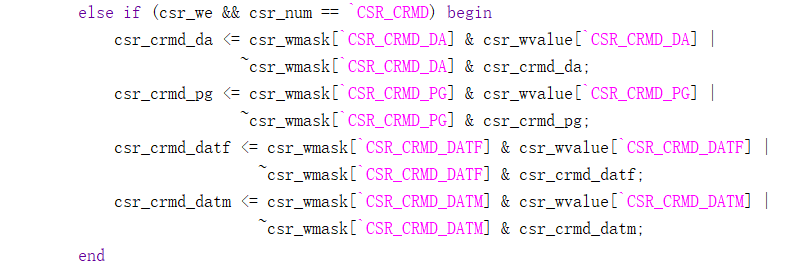 else if (csr_we && csr_num == `CSR_CRMD) begin
csr_crmd_da <= csr_wmask[`CSR_CRMD_DA] & csr_wvalue[`CSR_CRMD_DA] |
~csr_wmask[`CSR_CRMD_DA] & csr_crmd_da;
csr_crmd_pg <= csr_wmask[`CSR_CRMD_PG] & csr_wvalue[`CSR_CRMD_PG] |
~csr_wmask[`CSR_CRMD_PG] & csr_crmd_pg;
csr_crmd_datf <= csr_wmask[`CSR_CRMD_DATF] & csr_wvalue[`CSR_CRMD_DATF] |
~csr_wmask[`CSR_CRMD_DATF] & csr_crmd_datf;
csr_crmd_datm <= csr_wmask[`CSR_CRMD_DATM] & csr_wvalue[`CSR_CRMD_DATM] |
~csr_wmask[`CSR_CRMD_DATM] & csr_crmd_datm;
end